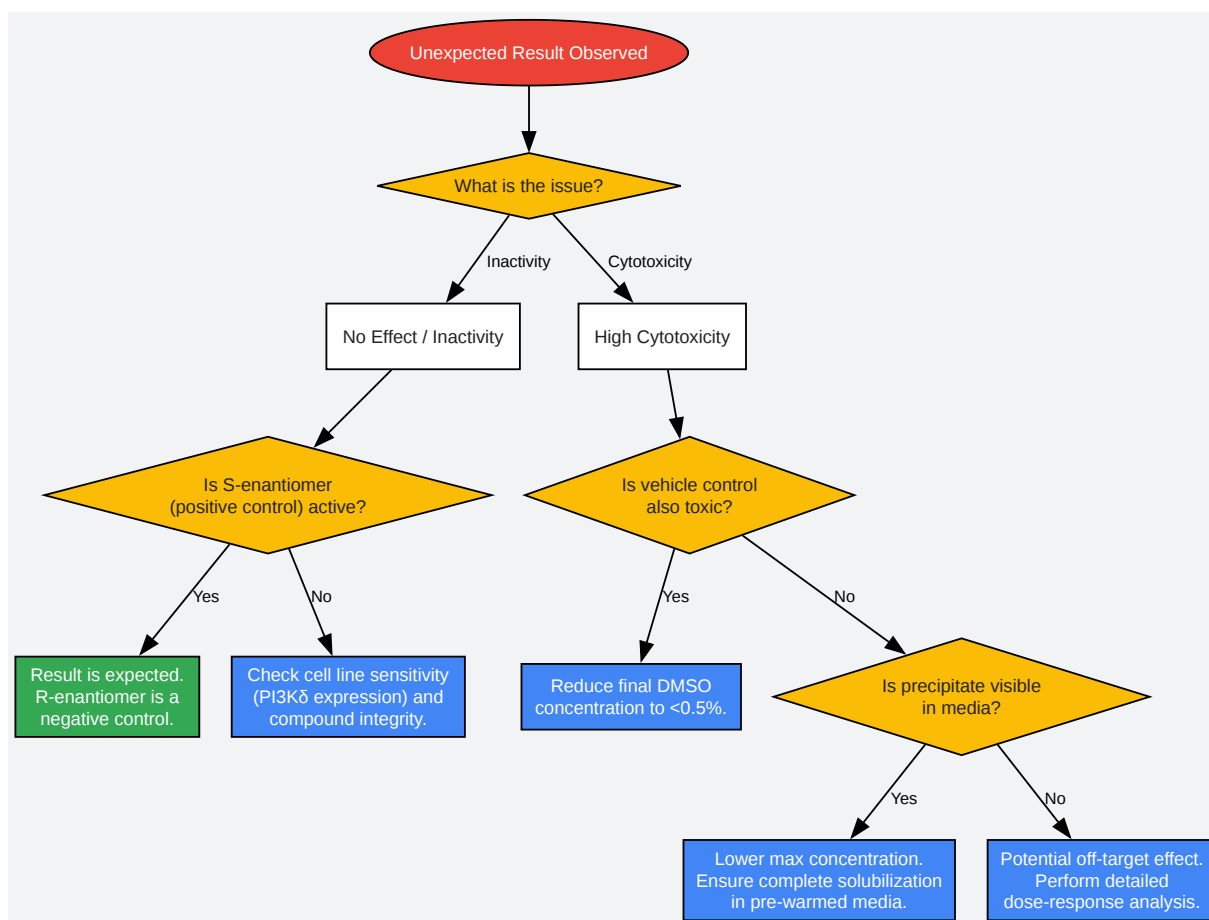 Unexpected Result Observed
What is the issue?
Inactivity
Cytotoxicity
No Effect / Inactivity
High Cytotoxicity
Is S-enantiomer
(positive control) active?
Is vehicle control
also toxic?
Yes
No
Yes
No
Result is expected.
R-enantiomer is a
negative control.
Check cell line sensitivity
(PI3Kδ expression) and
compound integrity.
Reduce final DMSO
concentration to <0.5%.
Is precipitate visible
in media?
Yes
No
Lower max concentration.
Ensure complete solubilization
in pre-warmed media.
Potential off-target effect.
Perform detailed
dose-response analysis.